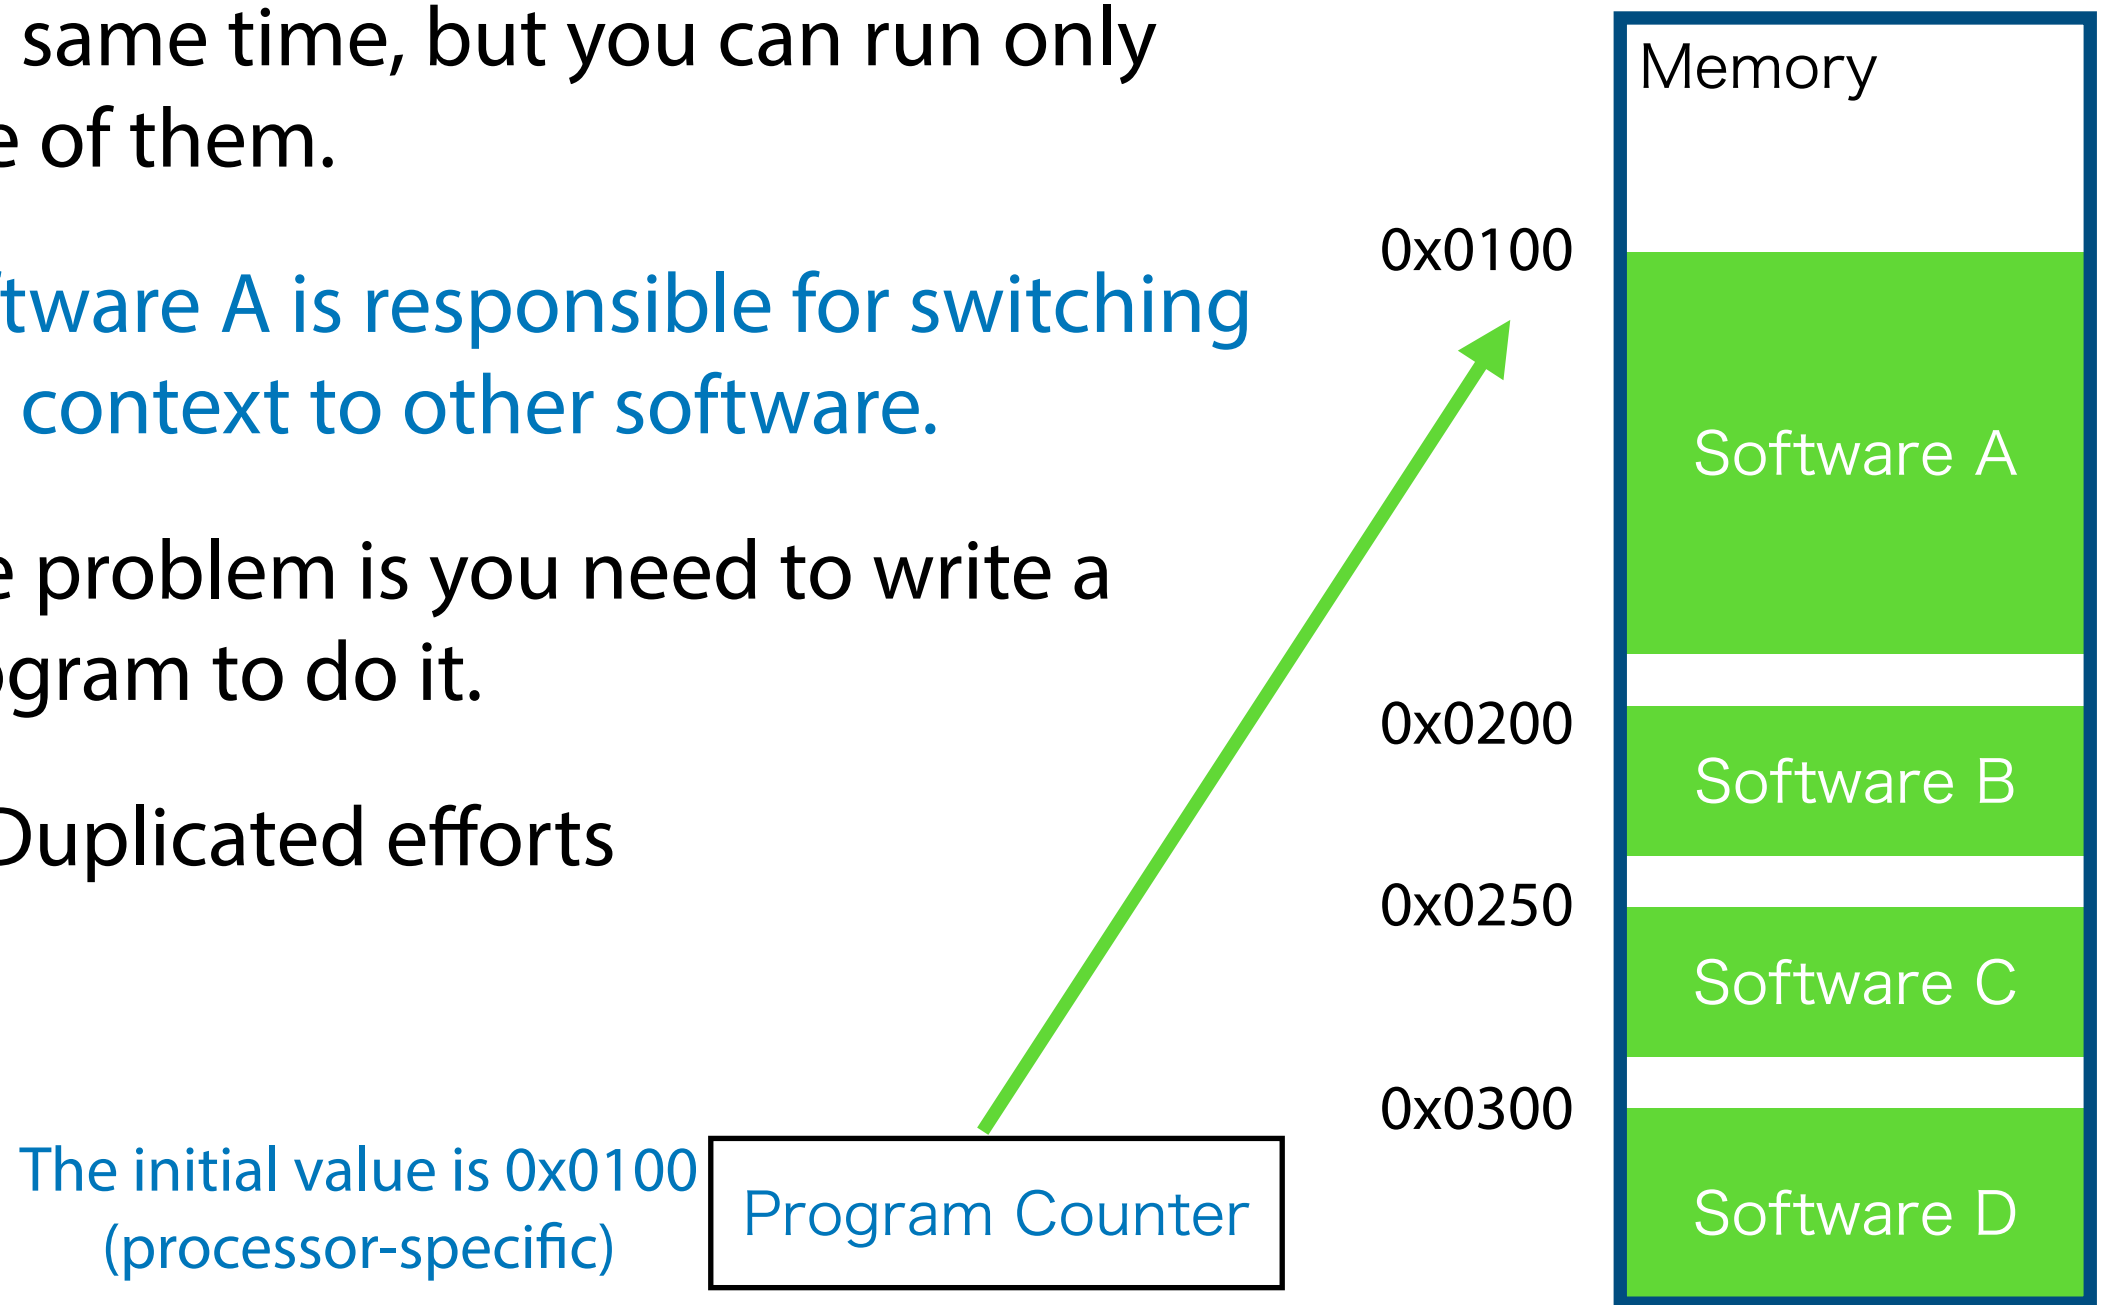 same time, but you can run only
e of them.
tware A is responsible for switching
context to other software.
e problem is you need to write a
ogram to do it.
Duplicated efforts
The initial value is 0x0100
(processor-specific)
Program Counter
Memory
0x0100
Software A
0x0200
Software B
0x0250
Software C
0x0300
Software D